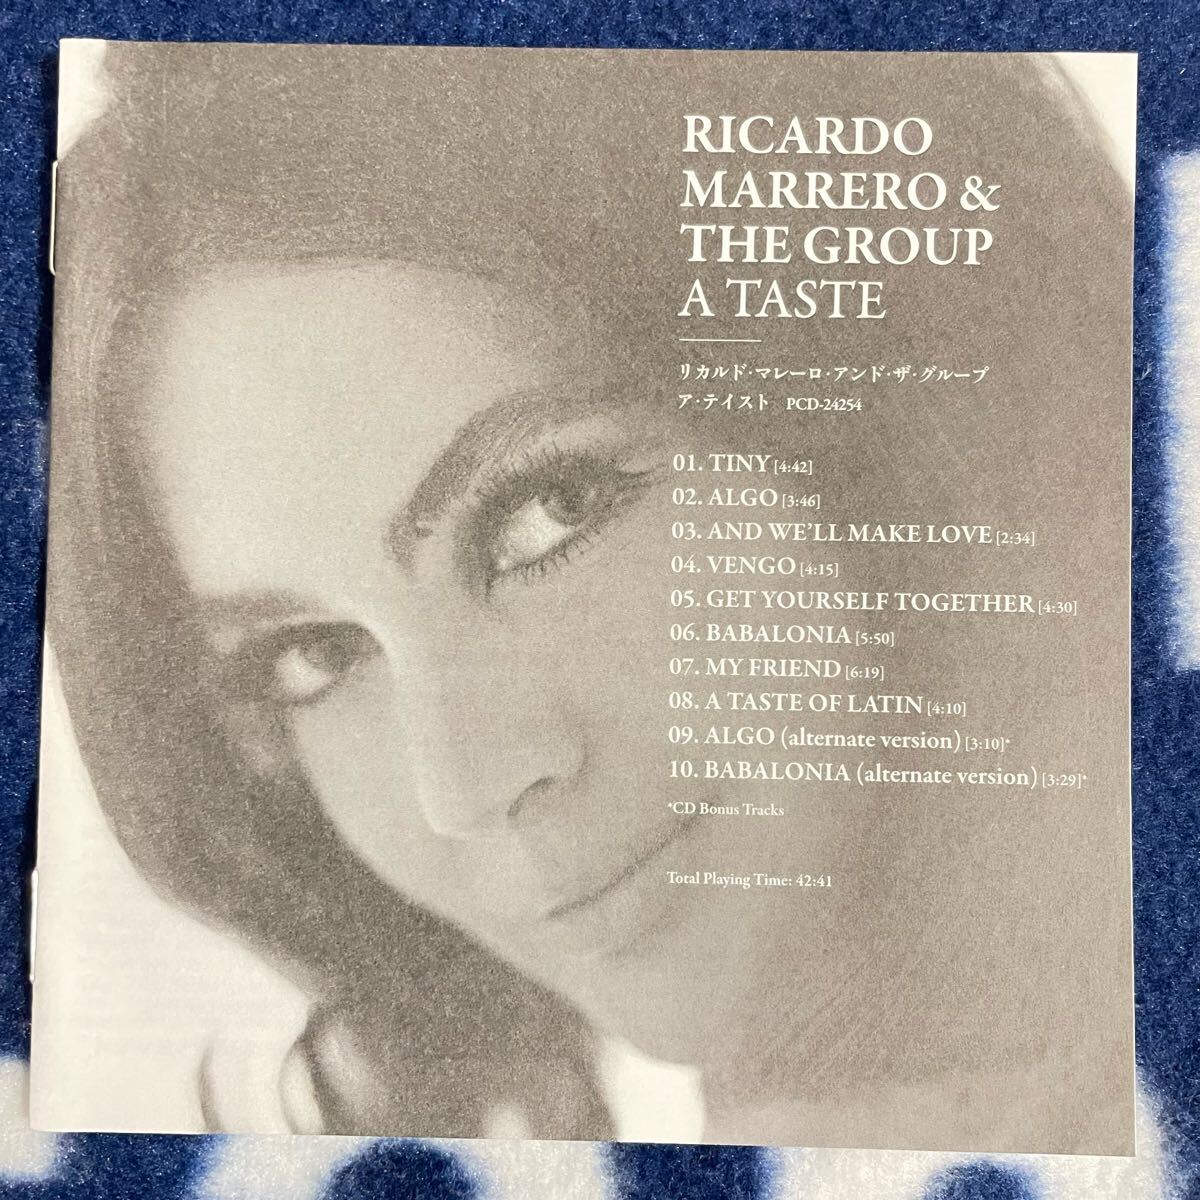 RICARDO
MARRERO &
THE GROUP
A TASTE
リカルド・マレーロ・アンド・ザ・グループ
ア・テイスト PCD-24254
01. TINY [4:42]
02. ALGO [3:46]
03. AND WE'LL MAKE LOVE [2:34]
04. VENGO [4:15]
05. GET YOURSELF TOGETHER [4:30]
06. BABALONIA [5:50]
07. MY FRIEND [6:19]
08. A TASTE OF LATIN [4:10]
09. ALGO (alternate version) [3:10]*
10. BABALONIA (alternate version) [3:29]*
*CD Bonus Tracks
Total Playing Time: 42:41